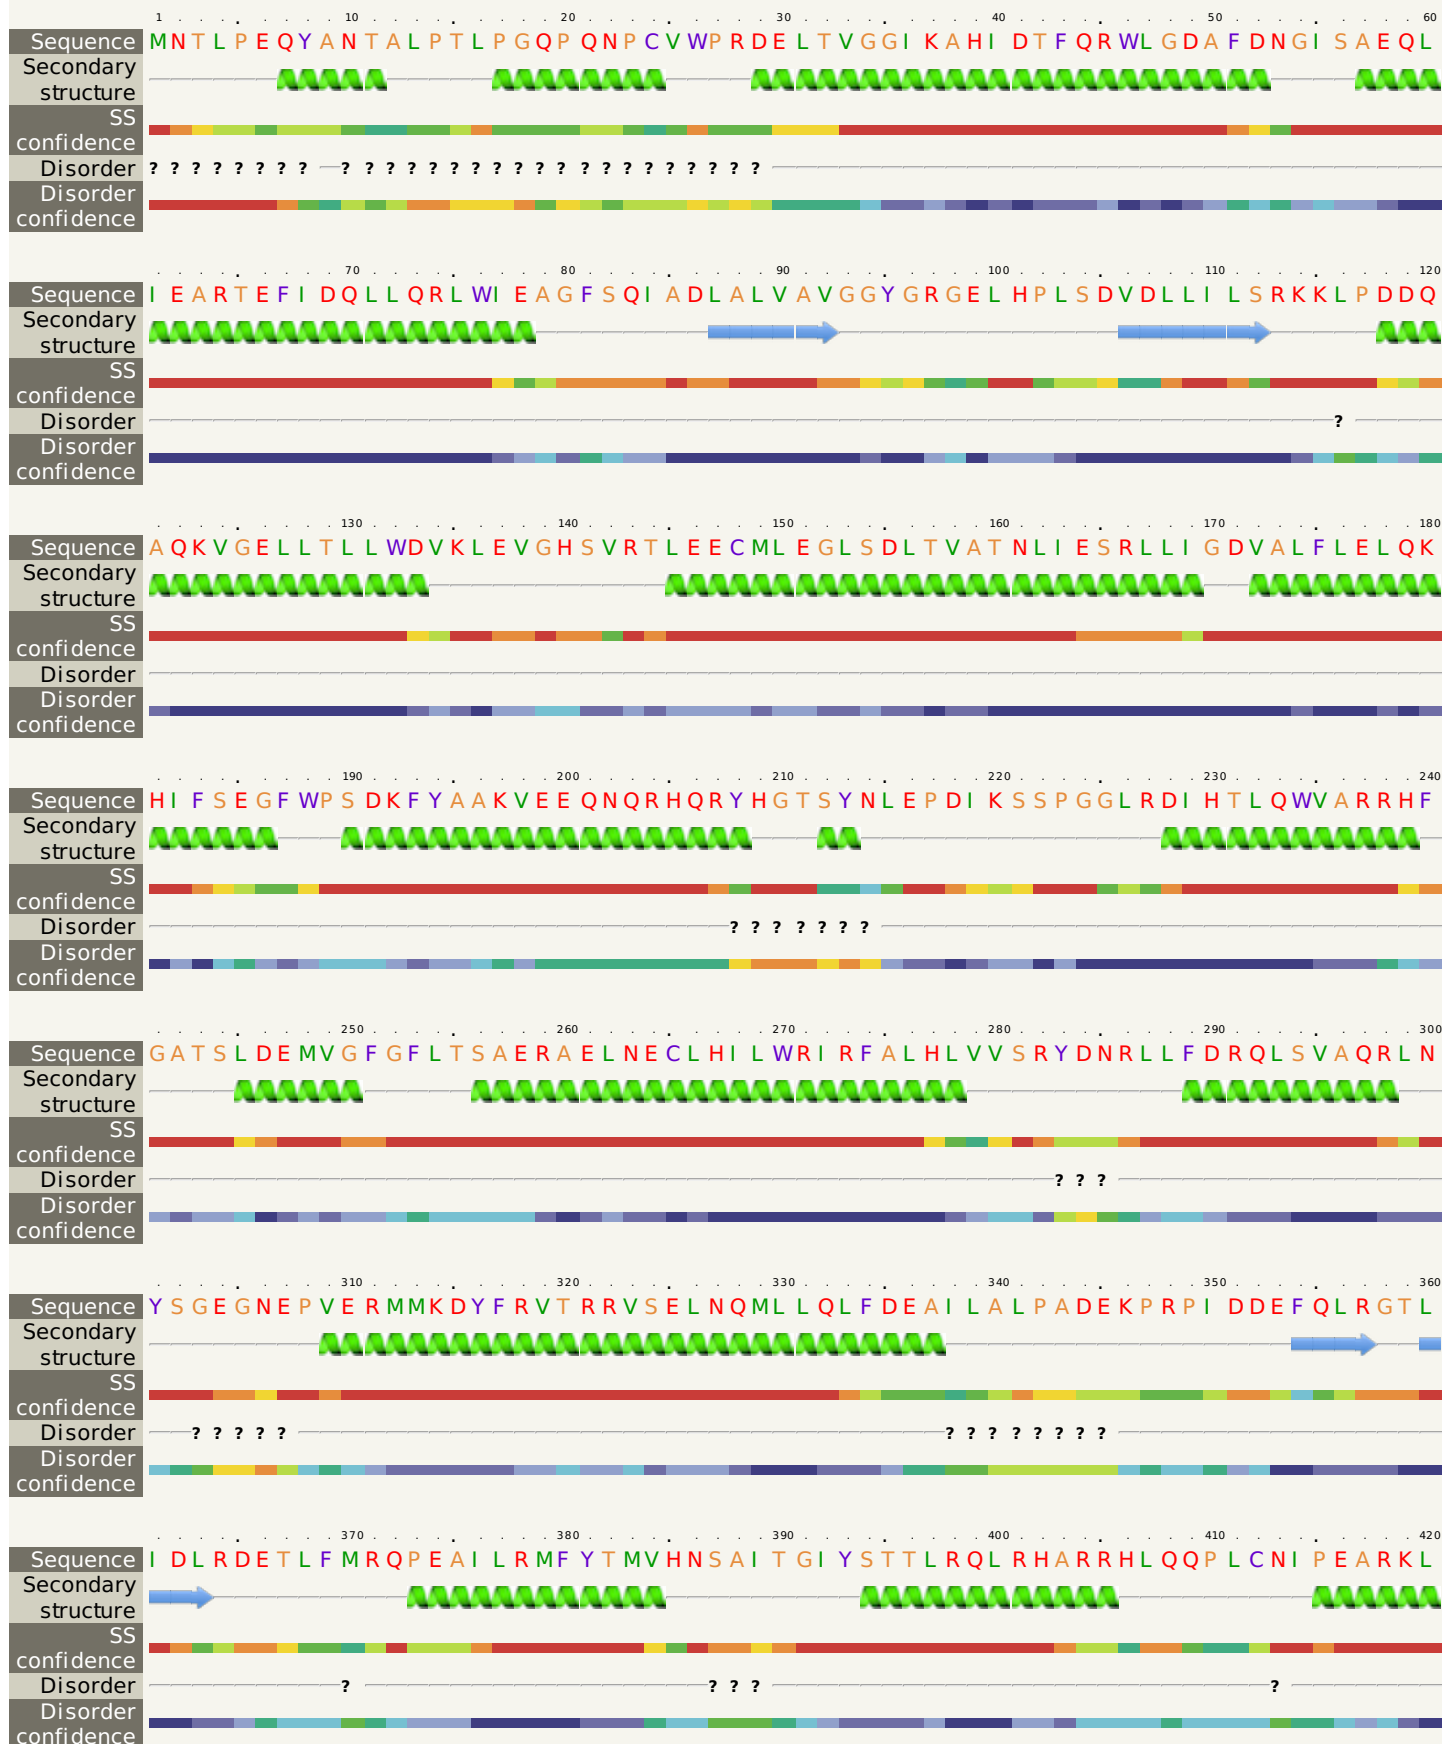 1 10 20 30 40 50 60
Sequence MNTLPEQYANTALPTLPGQPQNPCVWPRDELTVGGIKAHIDTFQRWLGDAFDNGISAEQL
Secondary
structure
SS
confidence
Disorder ? ? ? ? ? ? ? ? ? ? ? ? ? ? ? ? ? ? ? ? ? ? ? ? ? ? ? ?
Disorder
confidence
70 80 90 100 110 120
Sequence IEARTEFIDQLLQRLWIEAGFSQIADLALVAVGGYGRGELHPLSDVDLLILSRKKLPDDQ
Secondary
structure
SS
confidence
Disorder ?
Disorder
confidence
130 140 150 160 170 180
Sequence AQKVGELLTLLWDVKLEVGHSVRTLEECMLEGLSDLTVATNLIESRLLIGDVALFLELQK
Secondary
structure
SS
confidence
Disorder
Disorder
confidence
190 200 210 220 230 240
Sequence HIFSEGFWPSDKFYAAKVEEQNQRHQRYHGTSYNLEPDIKSSPGGLRDIHTLQWVARRHF
Secondary
structure
SS
confidence
Disorder ? ? ? ? ? ? ?
Disorder
confidence
250 260 270 280 290 300
Sequence GATSLDEMVGFGFLTSAERAELNECLHILWRIRFALHLVVSRYDNRLLFDRQLSVAQRLN
Secondary
structure
SS
confidence
Disorder ? ? ?
Disorder
confidence
310 320 330 340 350 360
Sequence YSGEGNEPVERMMKDYFRVTRRVSELNQMLLQLFDEAILALPADEKPRPIDDEFQLRGTL
Secondary
structure
SS
confidence
Disorder ? ? ? ? ? ? ? ? ? ? ? ? ?
Disorder
confidence
370 380 390 400 410 420
Sequence IDLRDETLFMRQPEAILRMFYTMVHNSAITGIYSTTLRQLRHARRHLQQPLCNIPEARKL
Secondary
structure
SS
confidence
Disorder ? ? ? ? ?
Disorder
confidence